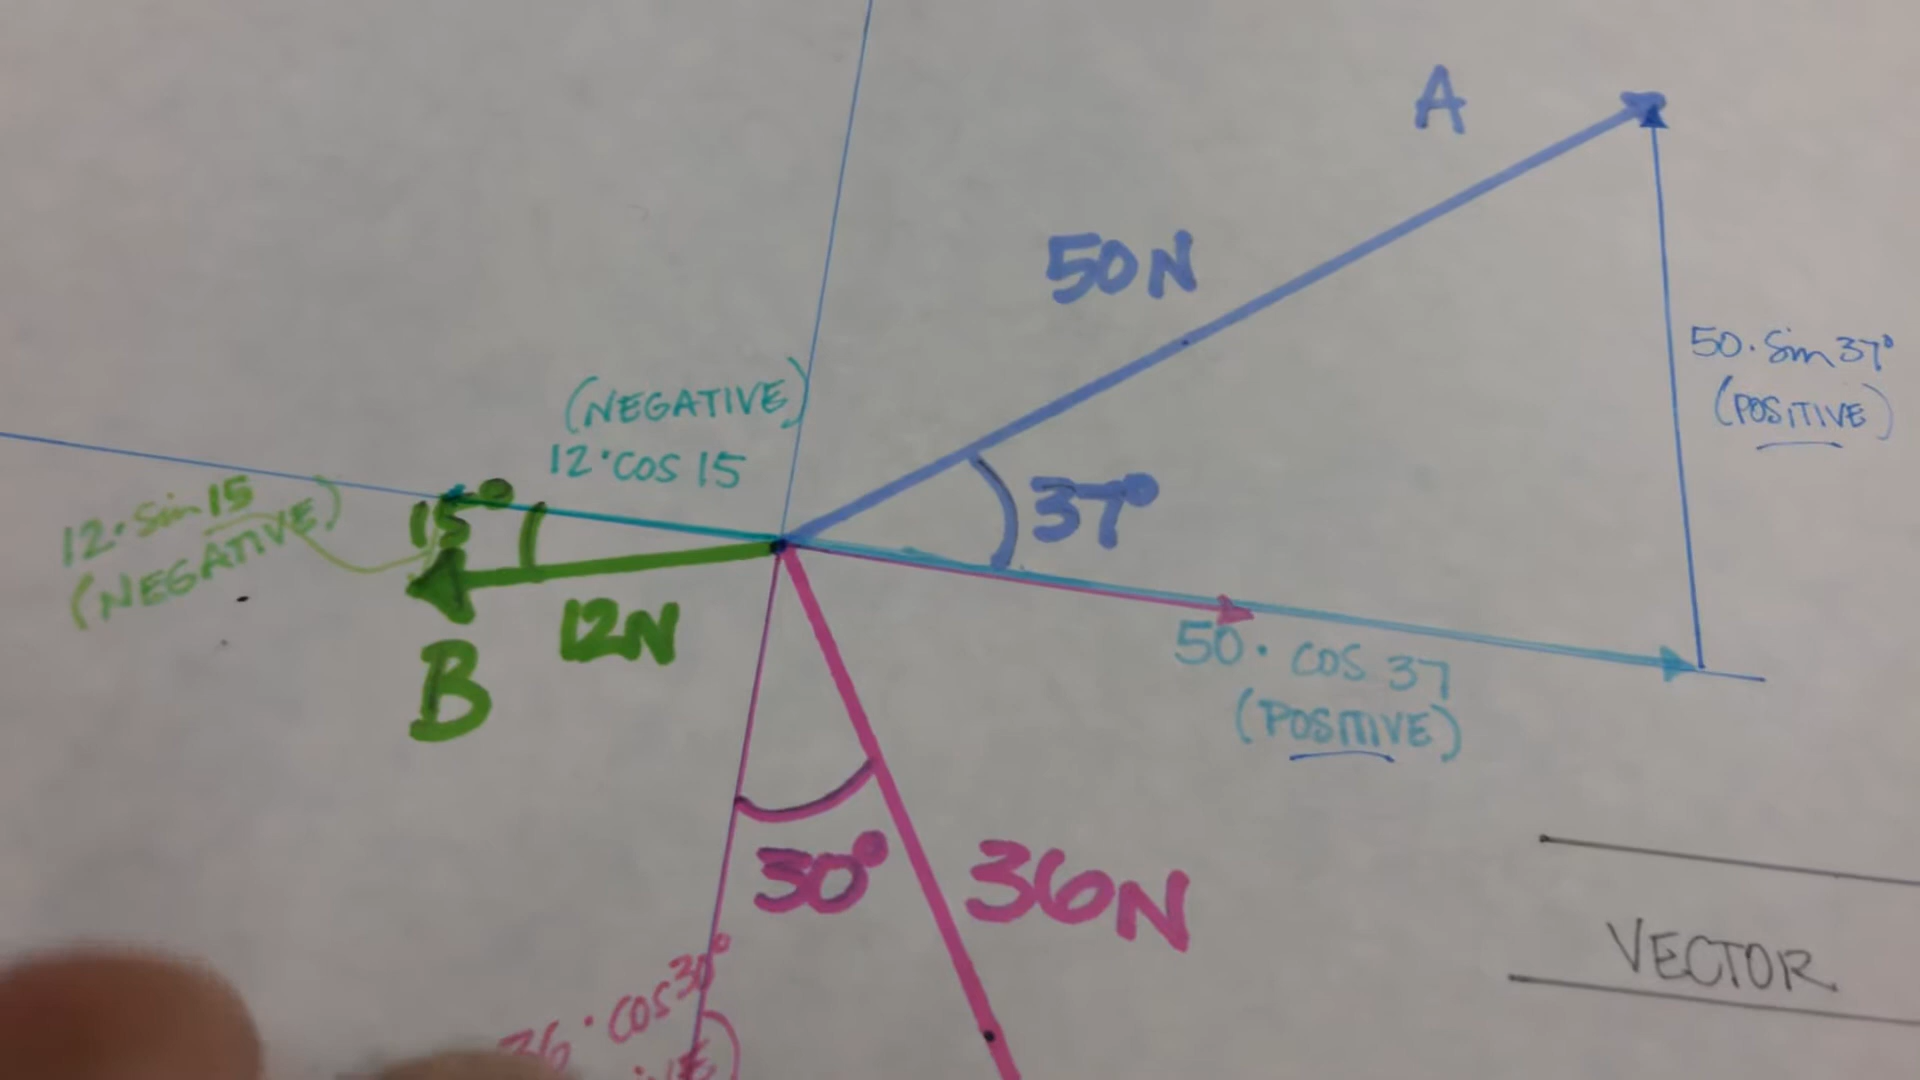 A
50N
50. Sin 37°
(POSITIVE)
(NEGATIVE)
12·COS 15
37°
15°
12. Sin 15
(NEGATIVE)
12N
B
50. COS 37
(POSITIVE)
30°
36N
36·COS 30°
VECTOR